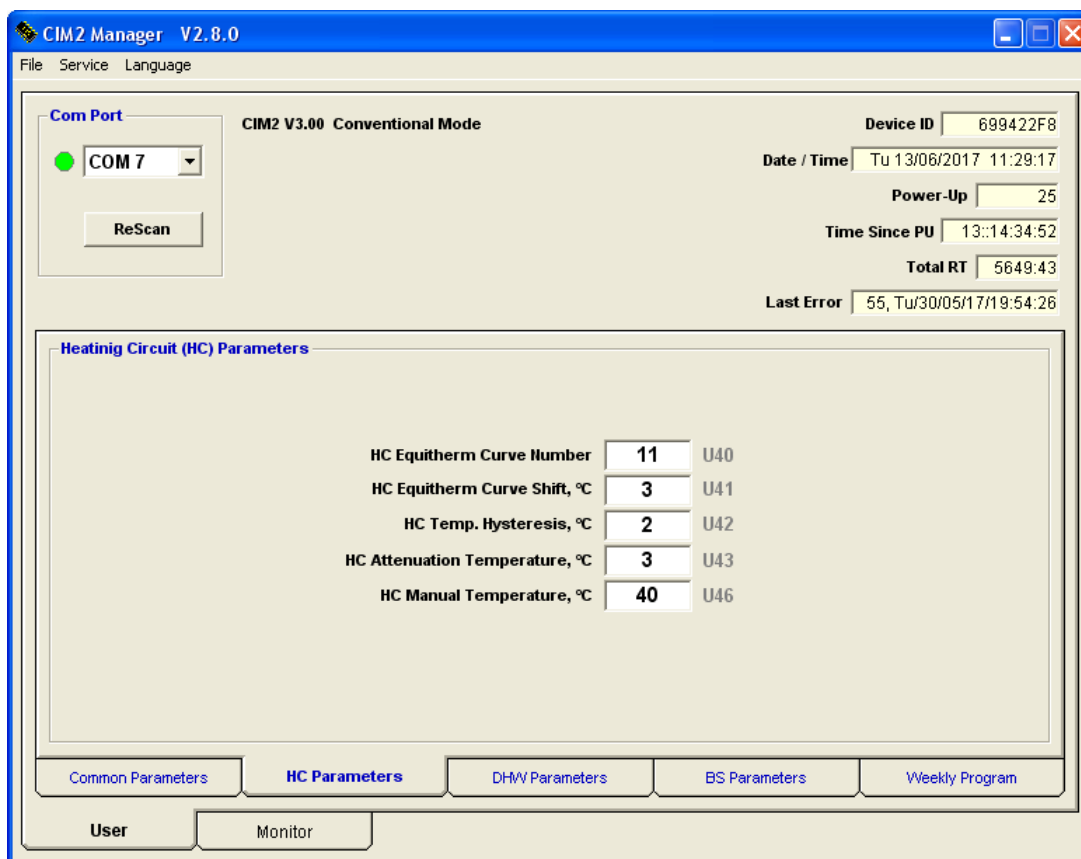 CIM2 Manager V2.8.0
File Service Language
Com Port
COM 7
ReScan
CIM2 V3.00 Conventional Mode
Device ID 699422F8
Date / Time Tu 13/06/2017 11:29:17
Power-Up 25
Time Since PU 13::14:34:52
Total RT 5649:43
Last Error 55, Tu/30/05/17/19:54:26
Heatinig Circuit (HC) Parameters
HC Equitherm Curve Number 11 U40
HC Equitherm Curve Shift, ºC 3 U41
HC Temp. Hysteresis, ºC 2 U42
HC Attenuation Temperature, ºC 3 U43
HC Manual Temperature, ºC 40 U46
Common Parameters HC Parameters DHW Parameters BS Parameters Weekly Program
User Monitor